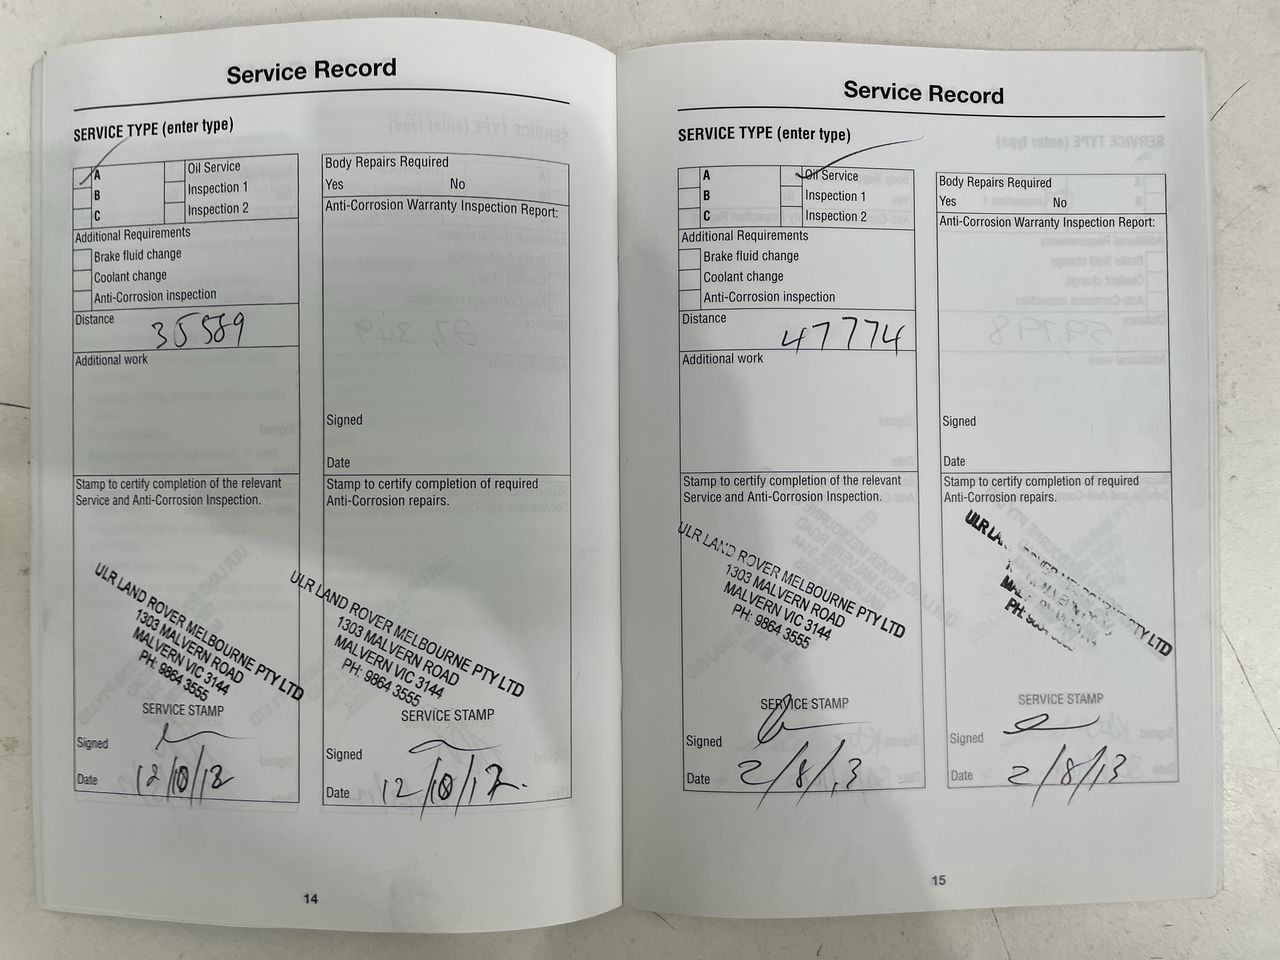 Service Record
SERVICE TYPE (enter type)
A
Oil Service
B
Inspection 1
C
Inspection 2
Additional Requirements
Brake fluid change
Coolant change
Anti-Corrosion inspection
Distance
35589
Additional work
Stamp to certify completion of the relevant
Service and Anti-Corrosion Inspection.
ULR LAND ROVER MELBOURNE PTY LTD
1303 MALVERN ROAD
MALVERN VIC 3144
PH: 9864 3555
SERVICE STAMP
Signed
Date 12/10/12
Body Repairs Required
Yes No
Anti-Corrosion Warranty Inspection Report:
Signed
Date
Stamp to certify completion of required
Anti-Corrosion repairs.
ULR LAND ROVER MELBOURNE PTY LTD
1303 MALVERN ROAD
MALVERN VIC 3144
PH: 9864 3555
SERVICE STAMP
Signed
Date 12/10/12.
14
Service Record
SERVICE TYPE (enter type)
A
Oil Service
B
Inspection 1
C
Inspection 2
Additional Requirements
Brake fluid change
Coolant change
Anti-Corrosion inspection
Distance
47774
Additional work
Stamp to certify completion of the relevant
Service and Anti-Corrosion Inspection.
ULR LAND ROVER MELBOURNE PTY LTD
1303 MALVERN ROAD
MALVERN VIC 3144
PH: 9864 3555
SERVICE STAMP
Signed
Date 2/8/13
Body Repairs Required
Yes No
Anti-Corrosion Warranty Inspection Report:
Signed
Date
Stamp to certify completion of required
Anti-Corrosion repairs.
ULR LAND ROVER MELBOURNE PTY LTD
SERVICE STAMP
Signed
Date 2/8/13
15